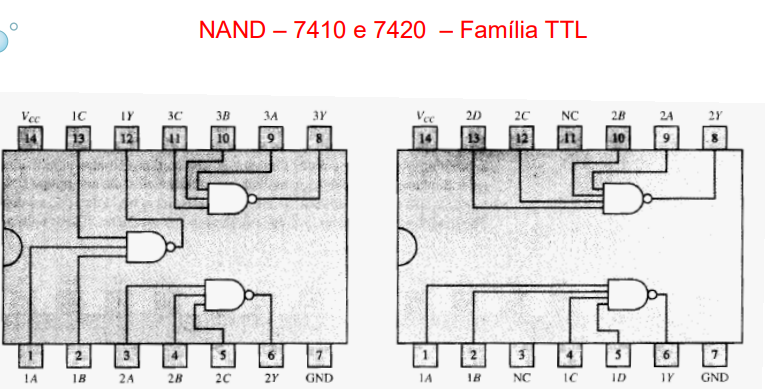 NAND – 7410 e 7420 – Família TTL
VCC 1C 1Y 3C 3B 3A 3Y
14 13 12 11 10 9 8
1 2 3 4 5 6 7
1A 1B 2A 2B 2C 2Y GND
VCC 2D 2C NC 2B 2A 2Y
14 13 12 11 10 9 8
1 2 3 4 5 6 7
1A 1B NC 1C 1D 1Y GND